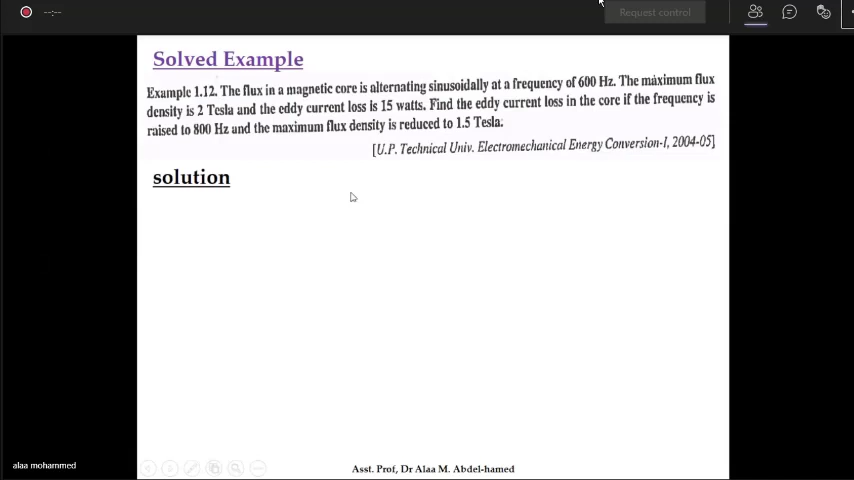 --:--
Request control
Solved Example
Example 1.12. The flux in a magnetic core is alternating sinusoidally at a frequency of 600 Hz. The maximum flux
density is 2 Tesla and the eddy current loss is 15 watts. Find the eddy current loss in the core if the frequency is
raised to 800 Hz and the maximum flux density is reduced to 1.5 Tesla.
[U.P. Technical Univ. Electromechanical Energy Conversion-I, 2004-05]
solution
alaa mohammed
Asst. Prof, Dr Alaa M. Abdel-hamed